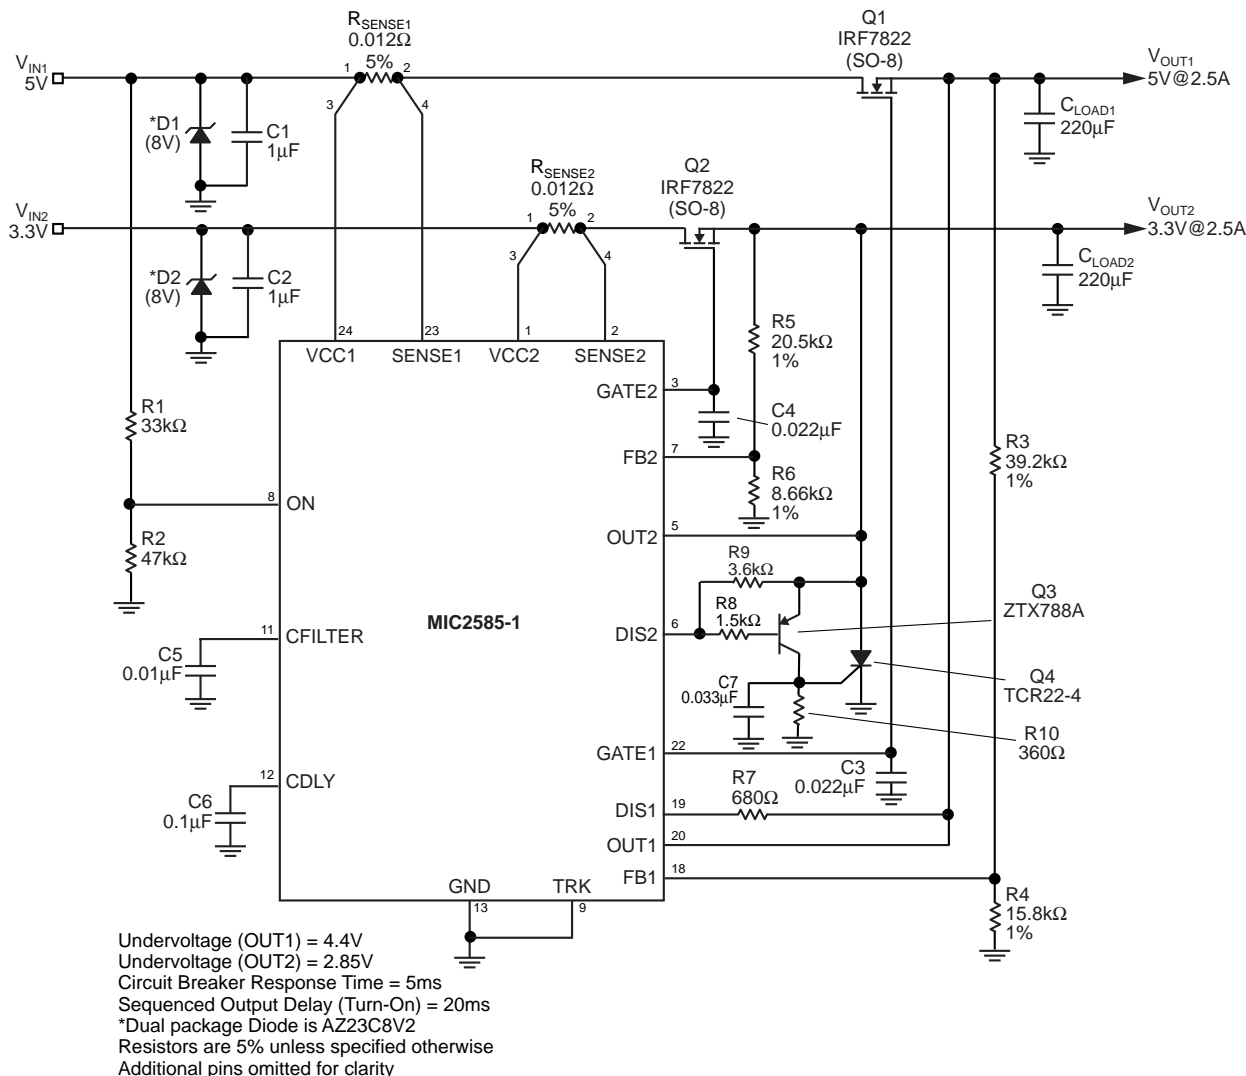 RSENSE1
0.012Ω
5%
1
2
3
4
VIN1
5V
*D1
(8V)
C1
1μF
Q1
IRF7822
(SO-8)
VOUT1
5V@2.5A
CLOAD1
220μF
RSENSE2
0.012Ω
5%
1
2
3
4
Q2
IRF7822
(SO-8)
VIN2
3.3V
*D2
(8V)
C2
1μF
VOUT2
3.3V@2.5A
CLOAD2
220μF
24
23
1
2
VCC1
SENSE1
VCC2
SENSE2
R5
20.5kΩ
1%
GATE2
3
C4
0.022μF
R1
33kΩ
FB2
7
R3
39.2kΩ
1%
R6
8.66kΩ
1%
8
ON
R2
47kΩ
OUT2
5
R9
3.6kΩ
Q3
ZTX788A
R8
1.5kΩ
MIC2585-1
DIS2
6
11
CFILTER
C5
0.01μF
C7
0.033μF
Q4
TCR22-4
R10
360Ω
GATE1
22
C3
0.022μF
12
CDLY
C6
0.1μF
R7
680Ω
DIS1
19
OUT1
20
FB1
18
GND
TRK
13
9
R4
15.8kΩ
1%
Undervoltage (OUT1) = 4.4V
Undervoltage (OUT2) = 2.85V
Circuit Breaker Response Time = 5ms
Sequenced Output Delay (Turn-On) = 20ms
*Dual package Diode is AZ23C8V2
Resistors are 5% unless specified otherwise
Additional pins omitted for clarity